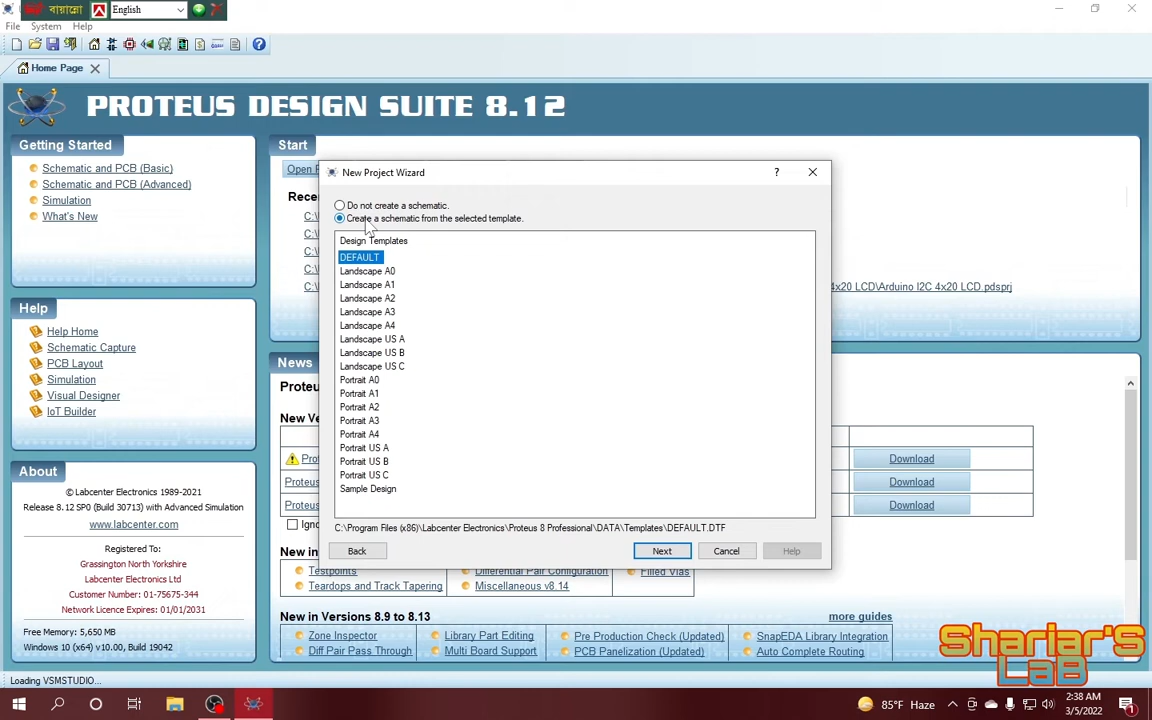 বায়ান্নো
English
File System Help
Home Page
PROTEUS DESIGN SUITE 8.12
Getting Started
Schematic and PCB (Basic)
Schematic and PCB (Advanced)
Simulation
What's New
Help
Help Home
Schematic Capture
PCB Layout
Simulation
Visual Designer
IoT Builder
About
© Labcenter Electronics 1989-2021
Release 8.12 SP0 (Build 30713) with Advanced Simulation
www.labcenter.com
Registered To:
Grassington North Yorkshire
Labcenter Electronics Ltd
Customer Number: 01-75675-344
Network Licence Expires: 01/01/2031
Free Memory: 5,650 MB
Windows 10 (x64) v10.00, Build 19042
Start
Open
New Project Wizard
?
Do not create a schematic.
Create a schematic from the selected template.
Design Templates
DEFAULT
Landscape A0
Landscape A1
Landscape A2
Landscape A3
Landscape A4
Landscape US A
Landscape US B
Landscape US C
Portrait A0
Portrait A1
Portrait A2
Portrait A3
Portrait A4
Portrait US A
Portrait US B
Portrait US C
Sample Design
C:\Program Files (x86)\Labcenter Electronics\Proteus 8 Professional\DATA\Templates\DEFAULT.DTF
Back Next Cancel Help
4x20 LCD\Arduino I2C 4x20 LCD.pdsprj
News
Download
Download
Download
Testpoints Differential Pair Configuration Filled Vias
Teardops and Track Tapering Miscellaneous v8.14
New in Versions 8.9 to 8.13 more guides
Zone Inspector Library Part Editing Pre Production Check (Updated) SnapEDA Library Integration
Diff Pair Pass Through Multi Board Support PCB Panelization (Updated) Auto Complete Routing
Shariar's
LaB
Loading VSMSTUDIO...
85°F Haze
2:38 AM
3/5/2022
1